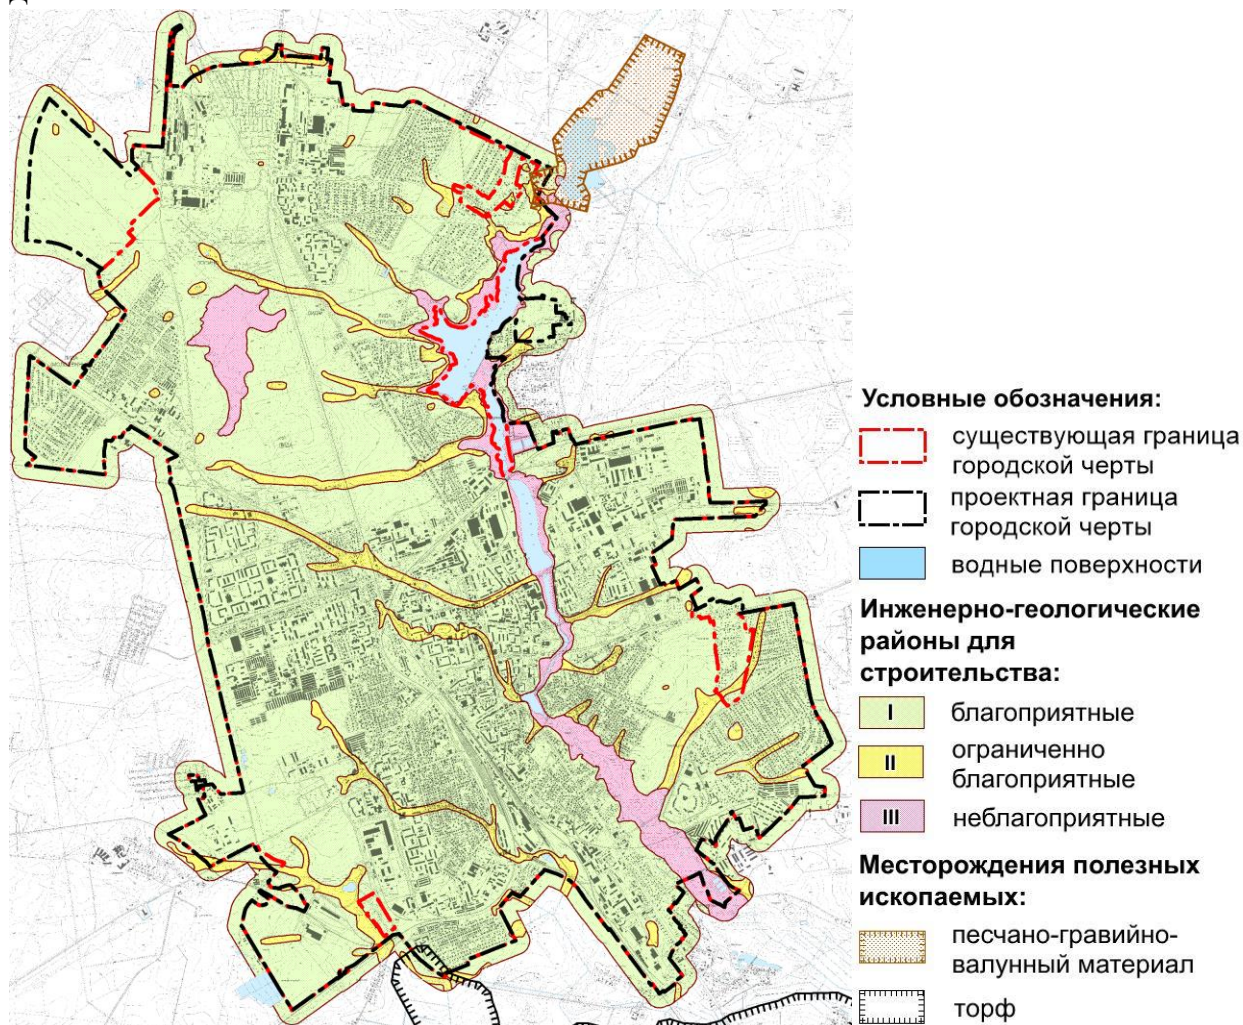 Условные обозначения:
существующая граница
городской черты
проектная граница
городской черты
водные поверхности
Инженерно-геологические
районы для
строительства:
I
благоприятные
II
ограниченно
благоприятные
III
неблагоприятные
Месторождения полезных
ископаемых:
песчано-гравийно-
валунный материал
торф